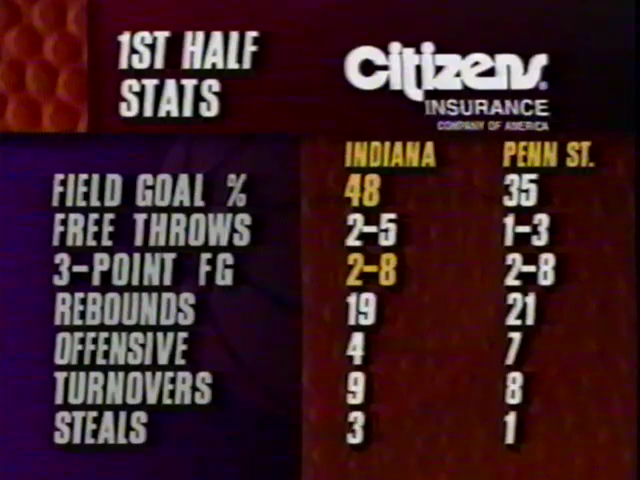 1ST HALF
STATS
Citizens
INSURANCE
COMPANY OF AMERICA
INDIANA PENN ST.
FIELD GOAL % 48 35
FREE THROWS 2-5 1-3
3-POINT FG 2-8 2-8
REBOUNDS 19 21
OFFENSIVE 4 7
TURNOVERS 9 8
STEALS 3 1